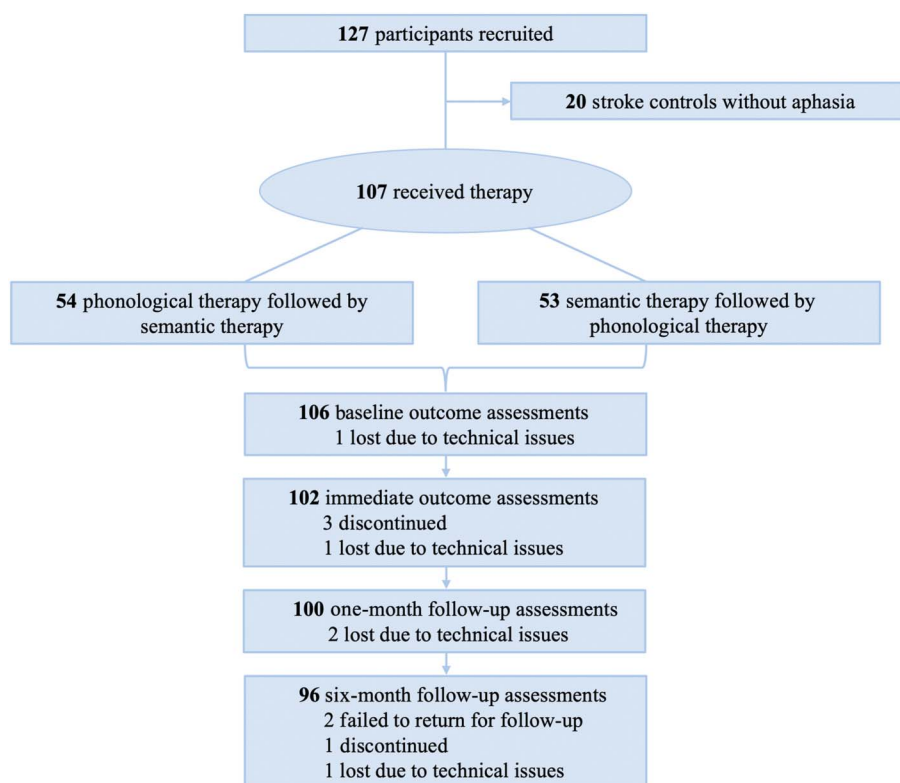 127 participants recruited
20 stroke controls without aphasia
107 received therapy
54 phonological therapy followed by
semantic therapy
53 semantic therapy followed by
phonological therapy
106 baseline outcome assessments
1 lost due to technical issues
102 immediate outcome assessments
3 discontinued
1 lost due to technical issues
100 one-month follow-up assessments
2 lost due to technical issues
96 six-month follow-up assessments
2 failed to return for follow-up
1 discontinued
1 lost due to technical issues